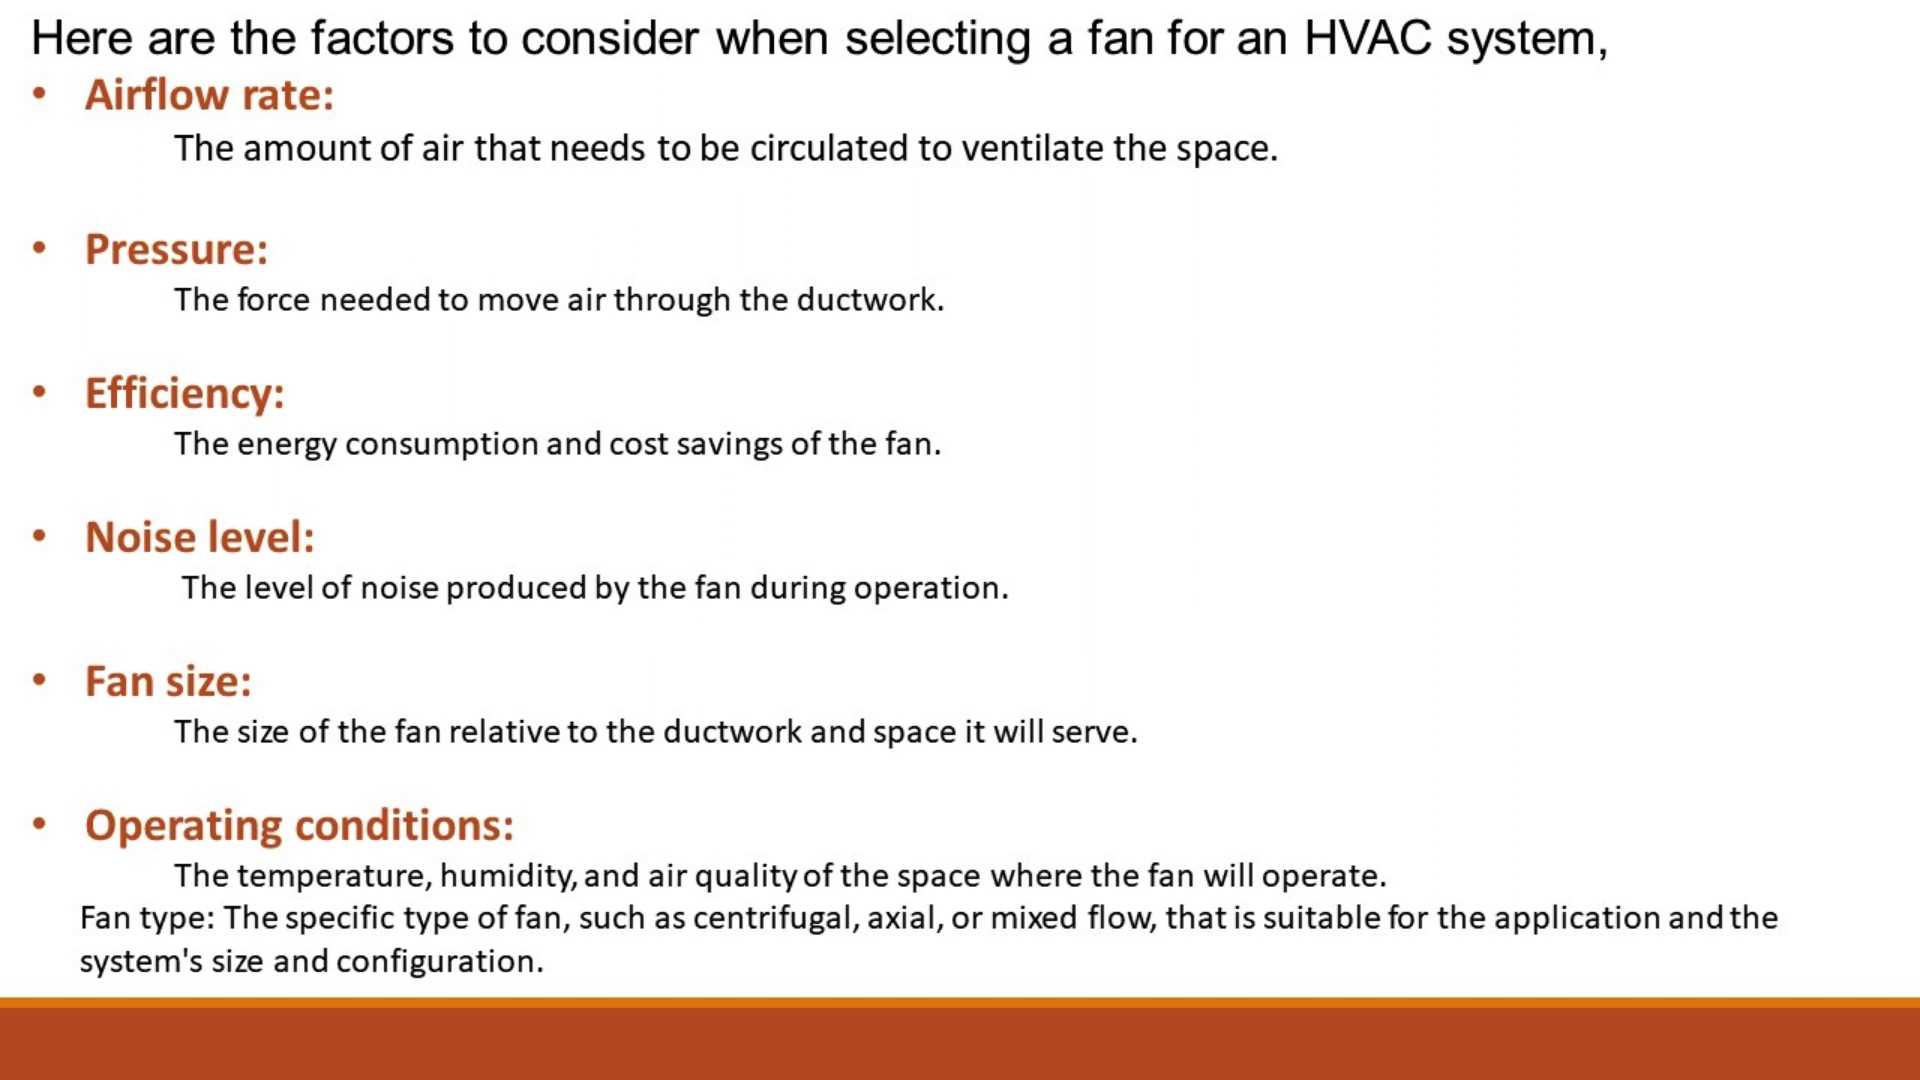 Here are the factors to consider when selecting a fan for an HVAC system,
• Airflow rate:
The amount of air that needs to be circulated to ventilate the space.
• Pressure:
The force needed to move air through the ductwork.
• Efficiency:
The energy consumption and cost savings of the fan.
• Noise level:
The level of noise produced by the fan during operation.
• Fan size:
The size of the fan relative to the ductwork and space it will serve.
• Operating conditions:
The temperature, humidity, and air quality of the space where the fan will operate.
Fan type: The specific type of fan, such as centrifugal, axial, or mixed flow, that is suitable for the application and the
system's size and configuration.